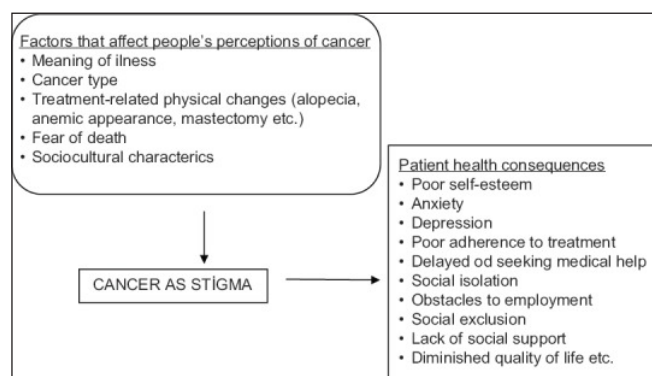 Factors that affect people's perceptions of cancer
• Meaning of ilness
• Cancer type
• Treatment-related physical changes (alopecia,
anemic appearance, mastectomy etc.)
• Fear of death
• Sociocultural characterics
CANCER AS STİGMA
Patient health consequences
• Poor self-esteem
• Anxiety
• Depression
• Poor adherence to treatment
• Delayed od seeking medical help
• Social isolation
• Obstacles to employment
• Social exclusion
• Lack of social support
• Diminished quality of life etc.